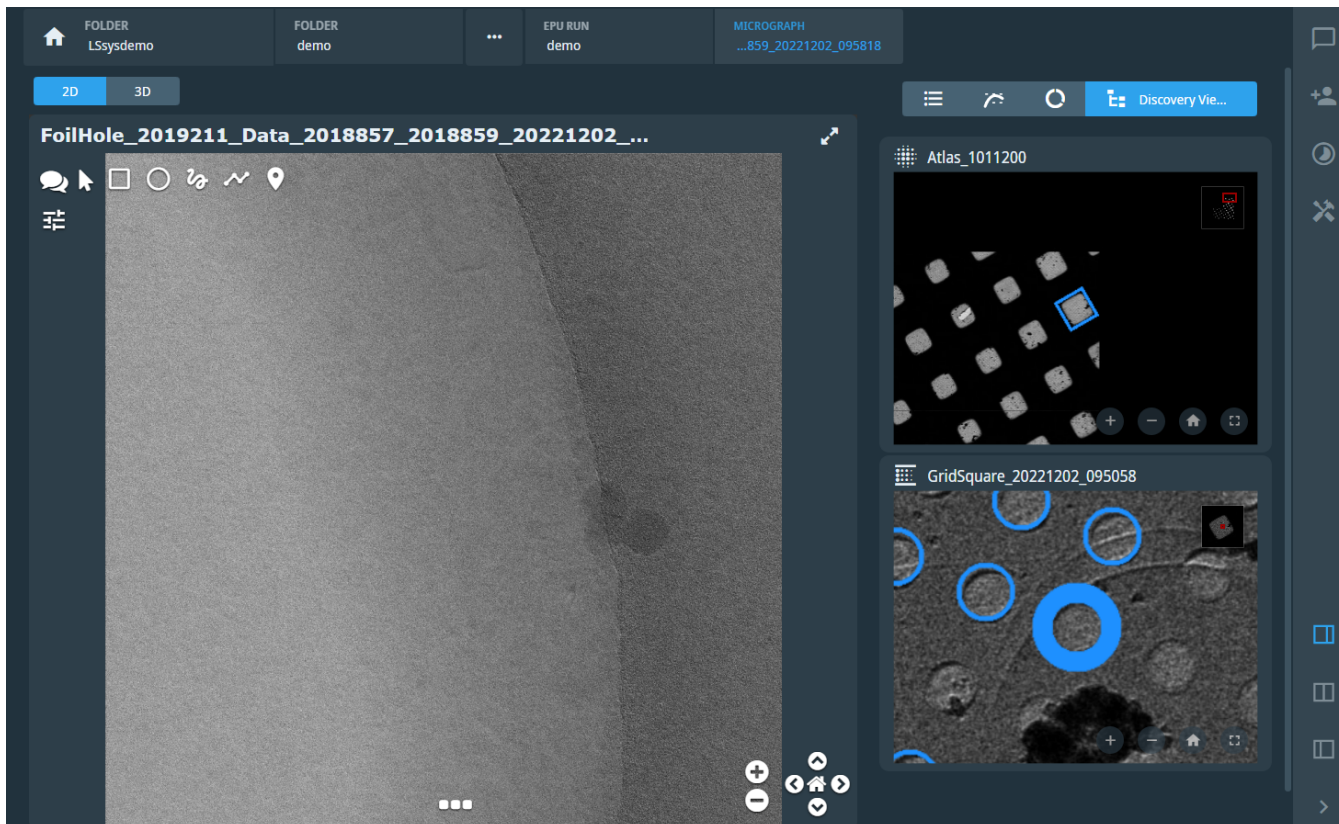 FOLDER
LSsysdemo
FOLDER
demo
...
EPU RUN
demo
MICROGRAPH
...859_20221202_095818
2D
3D
Discovery Vie...
FoilHole_2019211_Data_2018857_2018859_20221202_...
Atlas_1011200
GridSquare_20221202_095058